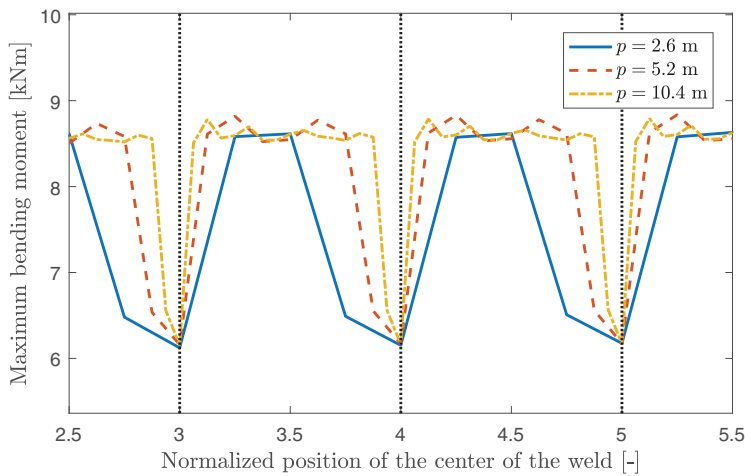 Maximum bending moment [kNm]
10
9
8
7
6
p = 2.6 m
p = 5.2 m
p = 10.4 m
2.5 3 3.5 4 4.5 5 5.5
Normalized position of the center of the weld [-]